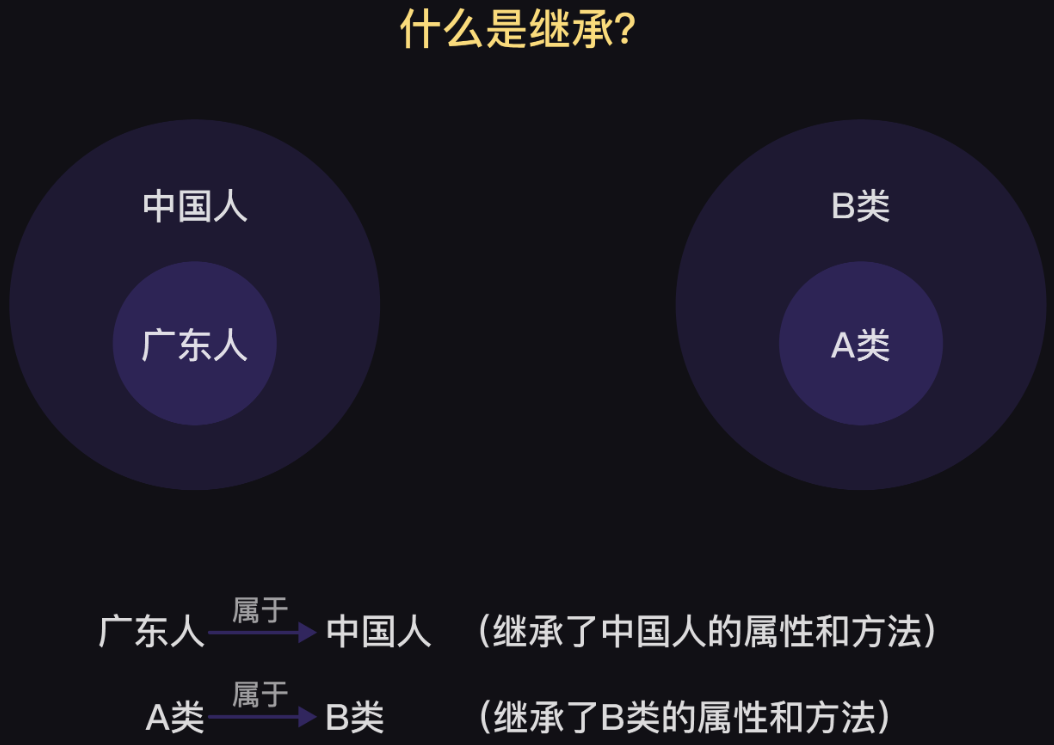 什么是继承?
中国人
B类
广东人
A类
属于
广东人 中国人 （继承了中国人的属性和方法）
属于
A类 B类 （继承了B类的属性和方法）